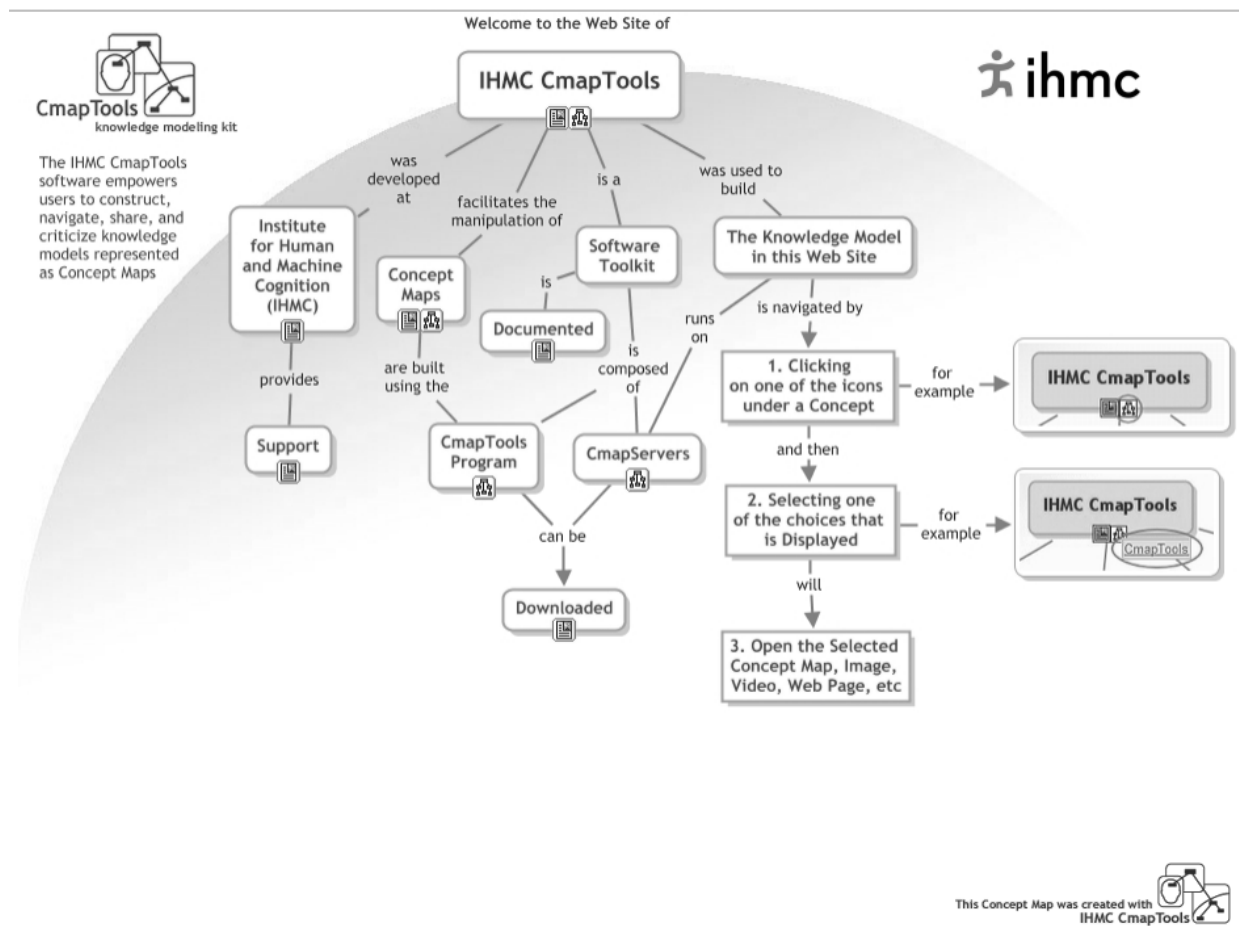 Welcome to the Web Site of
IHMC CmapTools
ihmc
CmapTools
knowledge modeling kit
The IHMC CmapTools
software empowers
users to construct,
navigate, share, and
criticize knowledge
models represented
as Concept Maps
was
developed
at
facilitates the
manipulation of
is a
was used to
build
Institute
for Human
and Machine
Cognition
(IHMC)
Concept
Maps
Software
Toolkit
The Knowledge Model
in this Web Site
is
Documented
runs
on
is navigated by
provides
are built
using the
is
composed
of
1. Clicking
on one of the icons
under a Concept
for
example
IHMC CmapTools
Support
CmapTools
Program
CmapServers
and then
2. Selecting one
of the choices that
is Displayed
for
example
IHMC CmapTools
CmapTools
can be
will
Downloaded
3. Open the Selected
Concept Map, Image,
Video, Web Page, etc
This Concept Map was created with
IHMC CmapTools